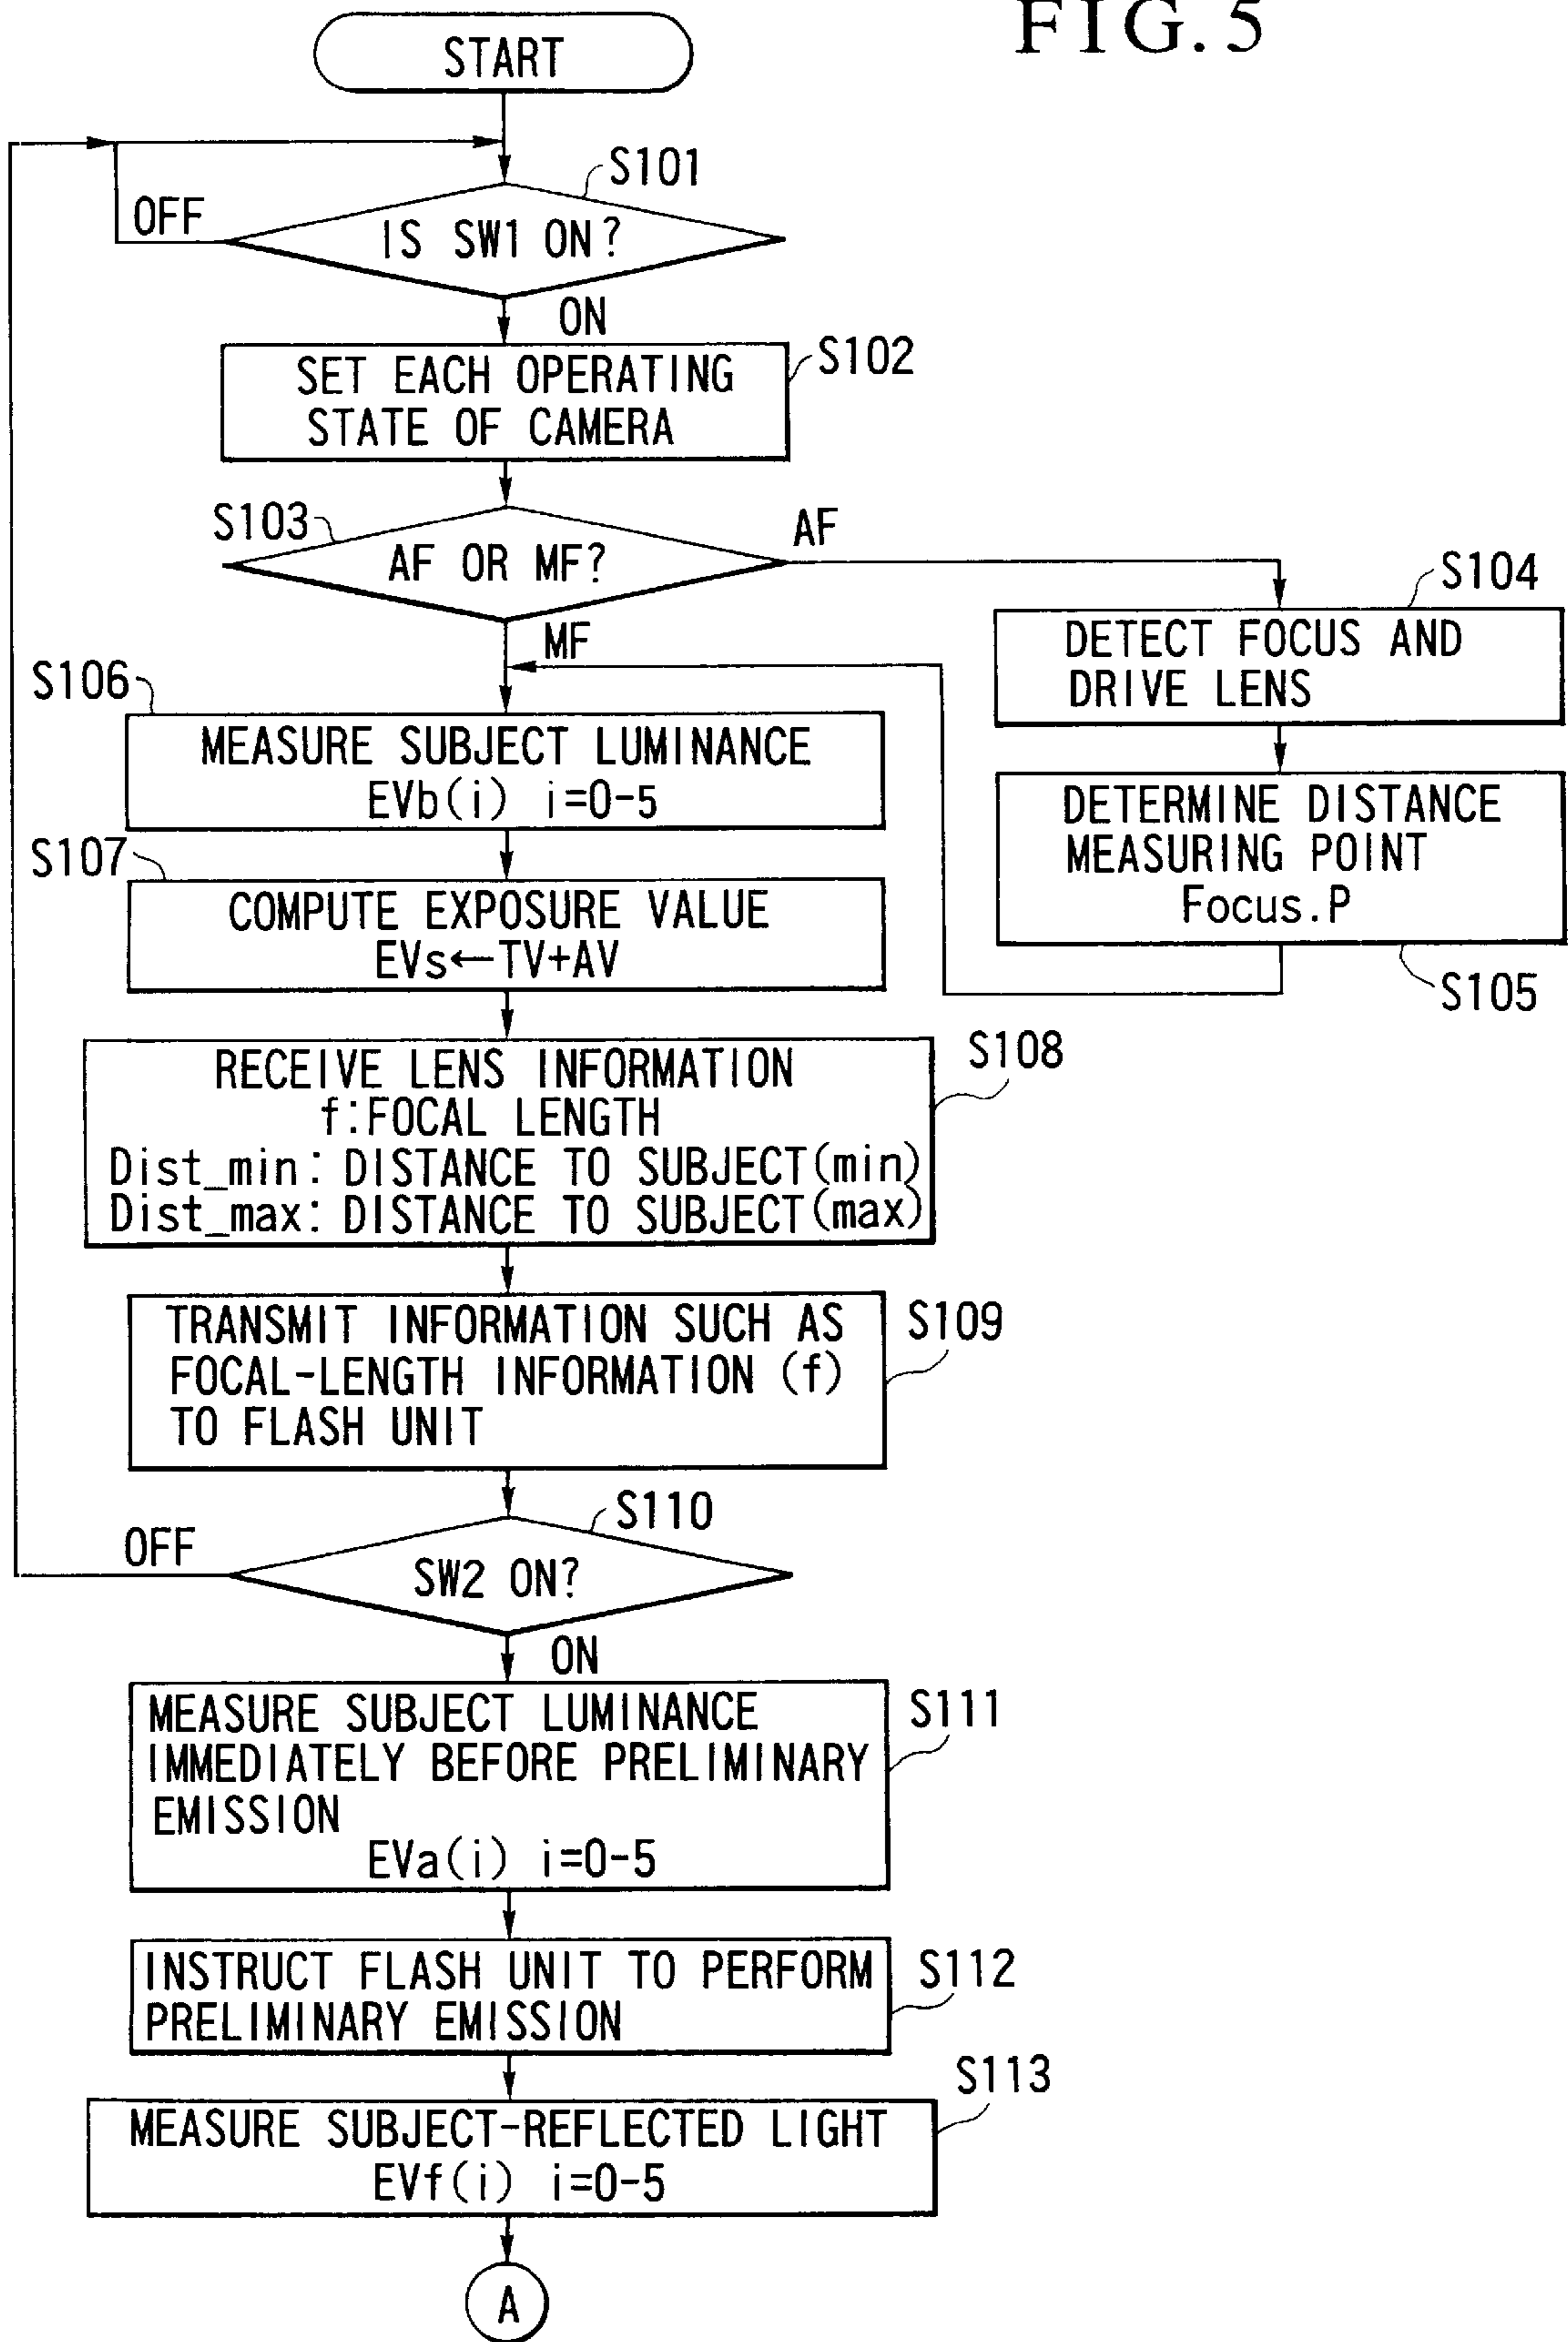 FIG. 5
START
S101
OFF
IS SW1 ON?
ON
S102
SET EACH OPERATING
STATE OF CAMERA
S103
AF OR MF?
AF
MF
S104
DETECT FOCUS AND
DRIVE LENS
DETERMINE DISTANCE
MEASURING POINT
Focus.P
S105
S106
MEASURE SUBJECT LUMINANCE
EVb(i) i=0-5
S107
COMPUTE EXPOSURE VALUE
EVs←TV+AV
S108
RECEIVE LENS INFORMATION
f:FOCAL LENGTH
Dist_min: DISTANCE TO SUBJECT(min)
Dist_max: DISTANCE TO SUBJECT(max)
S109
TRANSMIT INFORMATION SUCH AS
FOCAL-LENGTH INFORMATION (f)
TO FLASH UNIT
S110
OFF
SW2 ON?
ON
S111
MEASURE SUBJECT LUMINANCE
IMMEDIATELY BEFORE PRELIMINARY
EMISSION
EVa(i) i=0-5
S112
INSTRUCT FLASH UNIT TO PERFORM
PRELIMINARY EMISSION
S113
MEASURE SUBJECT-REFLECTED LIGHT
EVf(i) i=0-5
A